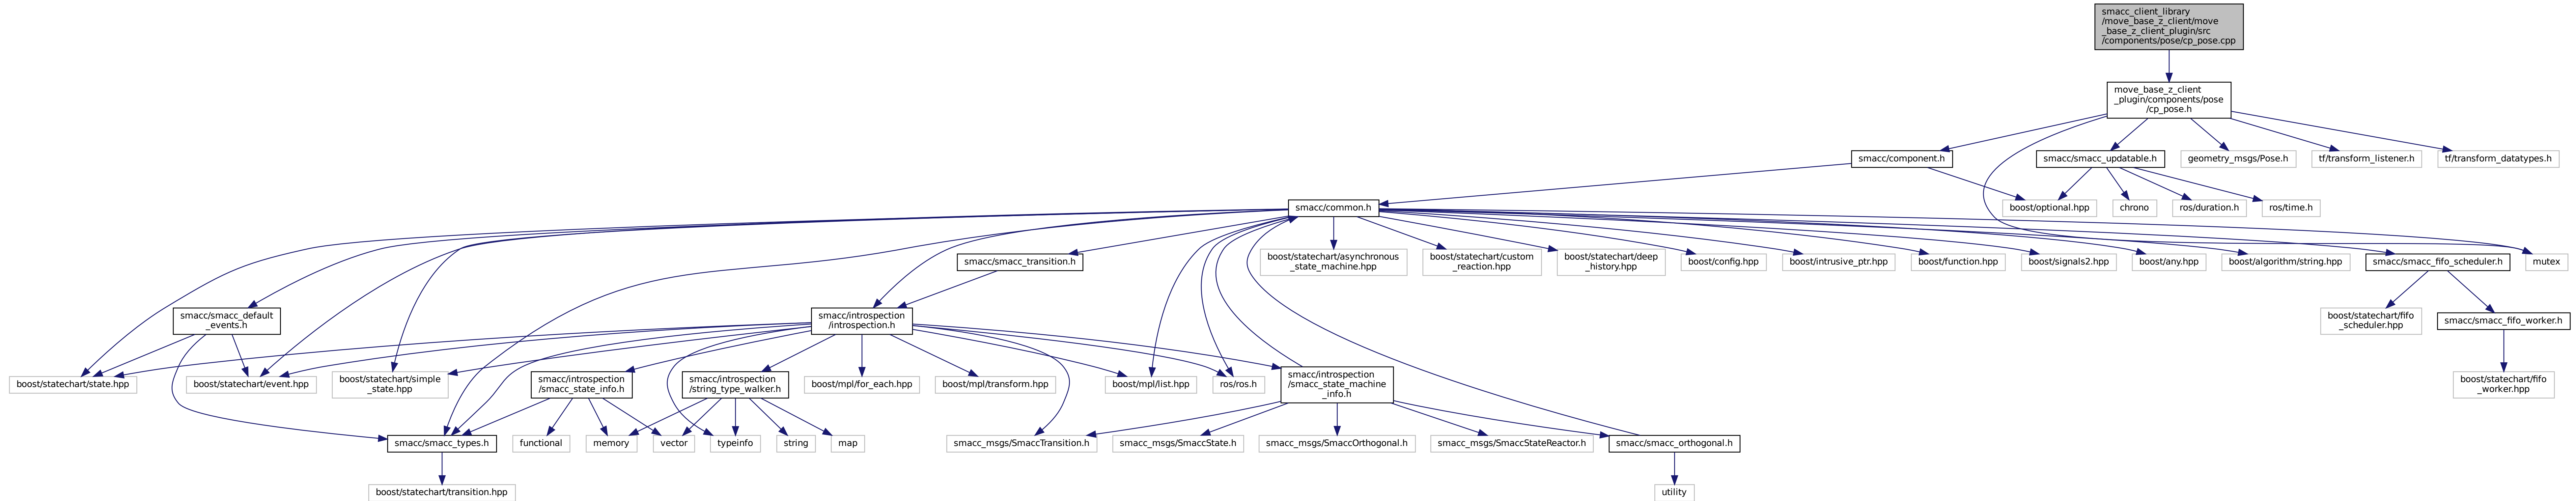 smacc_client_library
/move_base_z_client/move
_base_z_client_plugin/src
/components/pose/cp_pose.cpp
move_base_z_client
_plugin/components/pose
/cp_pose.h
smacc/component.h
smacc/smacc_updatable.h
geometry_msgs/Pose.h
tf/transform_listener.h
tf/transform_datatypes.h
smacc/common.h
boost/optional.hpp
chrono
ros/duration.h
ros/time.h
smacc/smacc_transition.h
boost/statechart/asynchronous
_state_machine.hpp
boost/statechart/custom
_reaction.hpp
boost/statechart/deep
_history.hpp
boost/config.hpp
boost/intrusive_ptr.hpp
boost/function.hpp
boost/signals2.hpp
boost/any.hpp
boost/algorithm/string.hpp
smacc/smacc_fifo_scheduler.h
mutex
smacc/smacc_default
_events.h
smacc/introspection
/introspection.h
boost/statechart/fifo
_scheduler.hpp
smacc/smacc_fifo_worker.h
boost/statechart/state.hpp
boost/statechart/event.hpp
boost/statechart/simple
_state.hpp
smacc/introspection
/smacc_state_info.h
smacc/introspection
/string_type_walker.h
boost/mpl/for_each.hpp
boost/mpl/transform.hpp
boost/mpl/list.hpp
ros/ros.h
smacc/introspection
/smacc_state_machine
_info.h
boost/statechart/fifo
_worker.hpp
smacc/smacc_types.h
functional
memory
vector
typeinfo
string
map
smacc_msgs/SmaccTransition.h
smacc_msgs/SmaccState.h
smacc_msgs/SmaccOrthogonal.h
smacc_msgs/SmaccStateReactor.h
smacc/smacc_orthogonal.h
boost/statechart/transition.hpp
utility